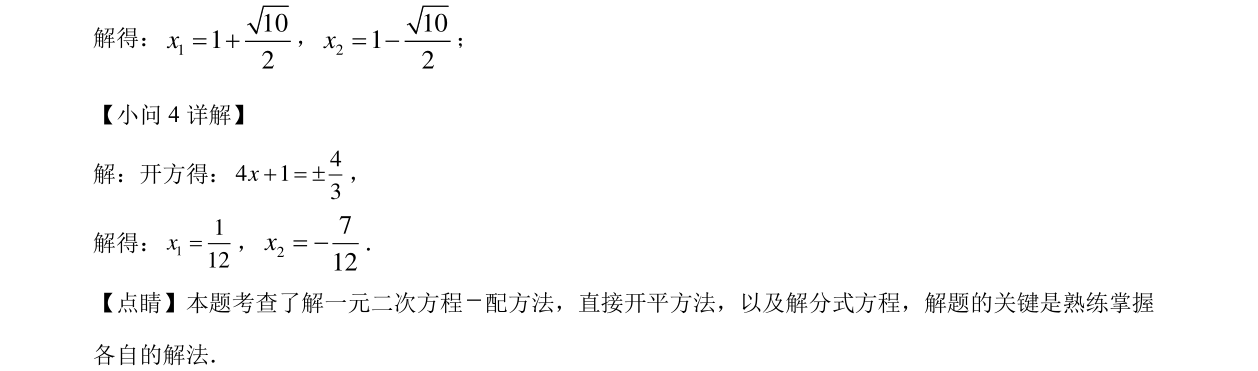 解得：x₁=1+√10/2，x₂=1−√10/2；
【小问 4 详解】
解：开方得：4x+1=±4/3，
解得：x₁=1/12，x₂=−7/12．
【点睛】本题考查了解一元二次方程－配方法，直接开平方法，以及解分式方程，解题的关键是熟练掌握
各自的解法．